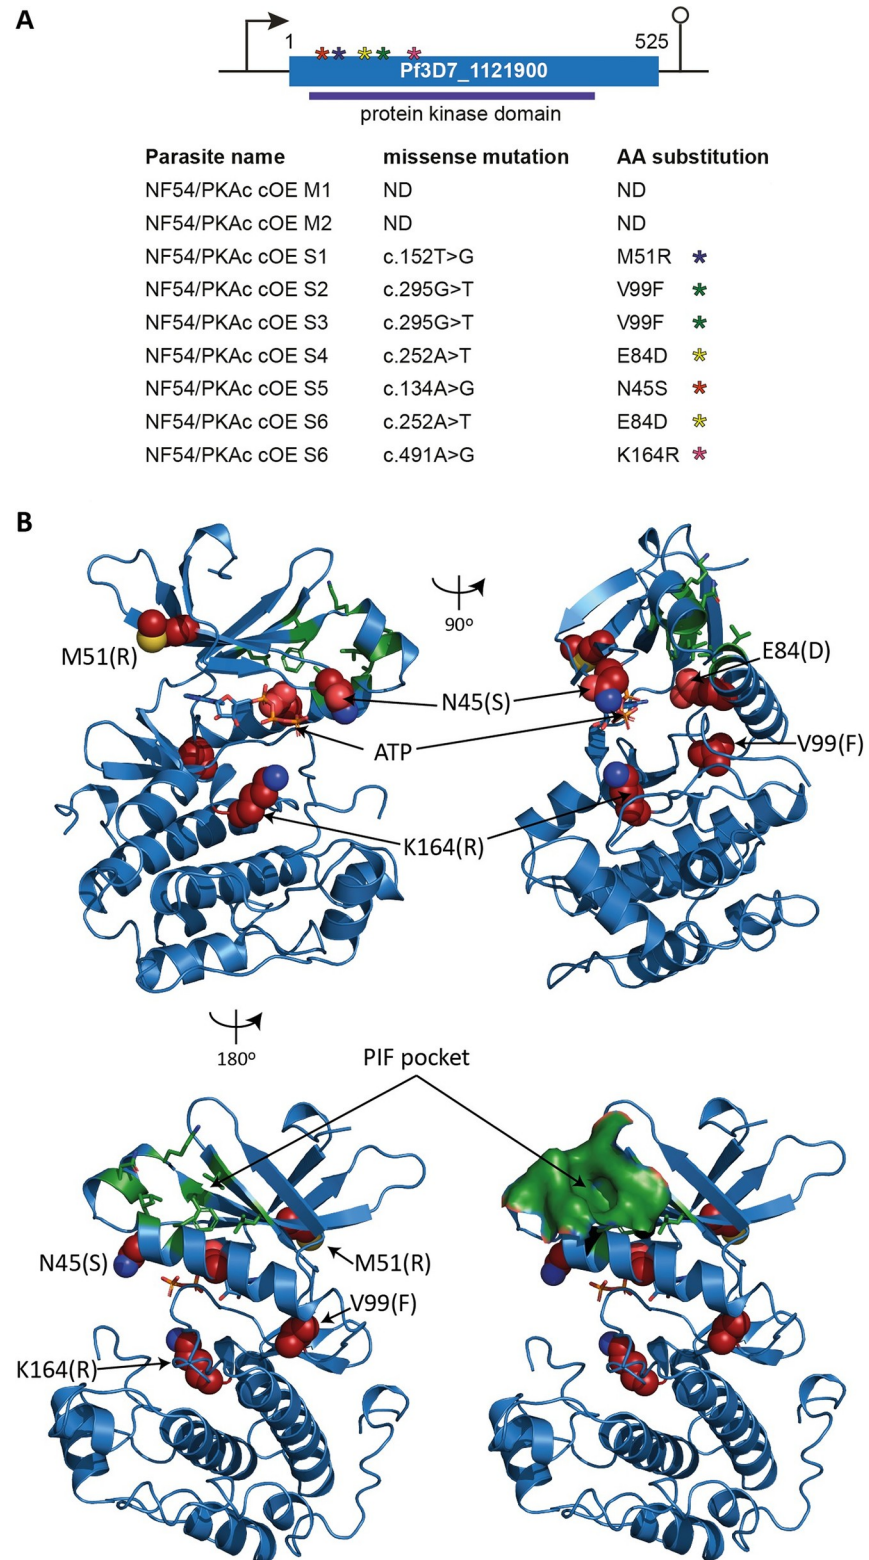 A
1
525
Pf3D7_1121900
protein kinase domain
Parasite name missense mutation AA substitution
NF54/PKAc cOE M1 ND ND
NF54/PKAc cOE M2 ND ND
NF54/PKAc cOE S1 c.152T>G M51R *
NF54/PKAc cOE S2 c.295G>T V99F *
NF54/PKAc cOE S3 c.295G>T V99F *
NF54/PKAc cOE S4 c.252A>T E84D *
NF54/PKAc cOE S5 c.134A>G N45S *
NF54/PKAc cOE S6 c.252A>T E84D *
NF54/PKAc cOE S6 c.491A>G K164R *
B
90º
M51(R)
E84(D)
N45(S)
ATP
V99(F)
K164(R)
180º
PIF pocket
N45(S)
M51(R)
V99(F)
K164(R)